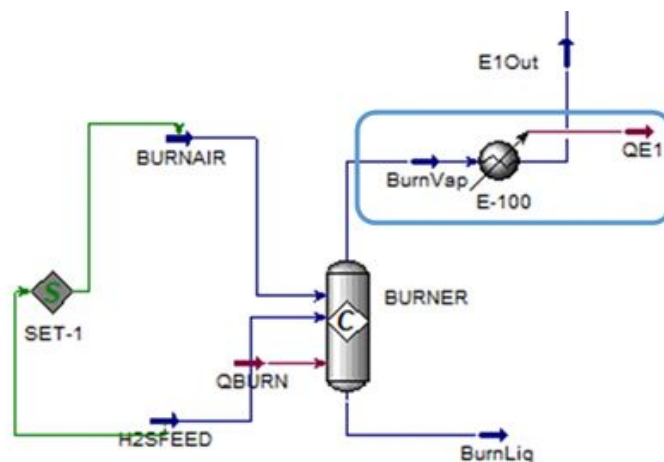 E1Out
BURNAIR
BurnVap
QE1
E-100
S
SET-1
BURNER
C
QBURN
H2SFEED
BurnLiq